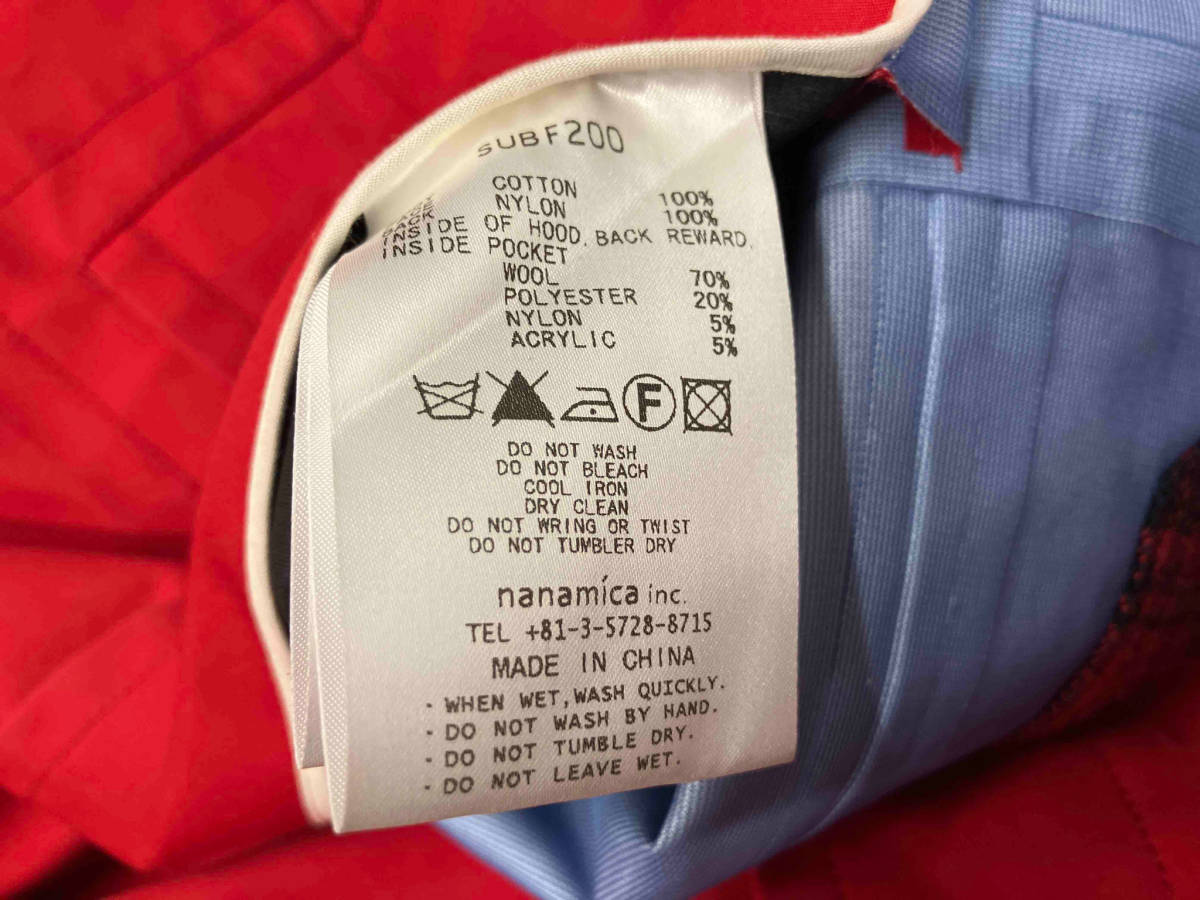 SUBF200
COTTON 100%
NYLON 100%
INSIDE OF HOOD. BACK REWARD.
INSIDE POCKET
WOOL 70%
POLYESTER 20%
NYLON 5%
ACRYLIC 5%
F
DO NOT WASH
DO NOT BLEACH
COOL IRON
DRY CLEAN
DO NOT WRING OR TWIST
DO NOT TUMBLER DRY
nanamíca inc.
TEL +81-3-5728-8715
MADE IN CHINA
· WHEN WET, WASH QUICKLY.
· DO NOT WASH BY HAND.
· DO NOT TUMBLE DRY.
· DO NOT LEAVE WET.